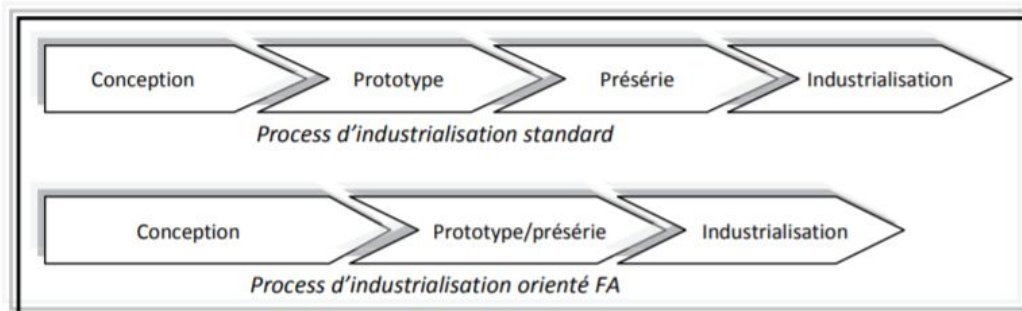 Conception Prototype Présérie Industrialisation
Process d'industrialisation standard
Conception Prototype/présérie Industrialisation
Process d'industrialisation orienté FA